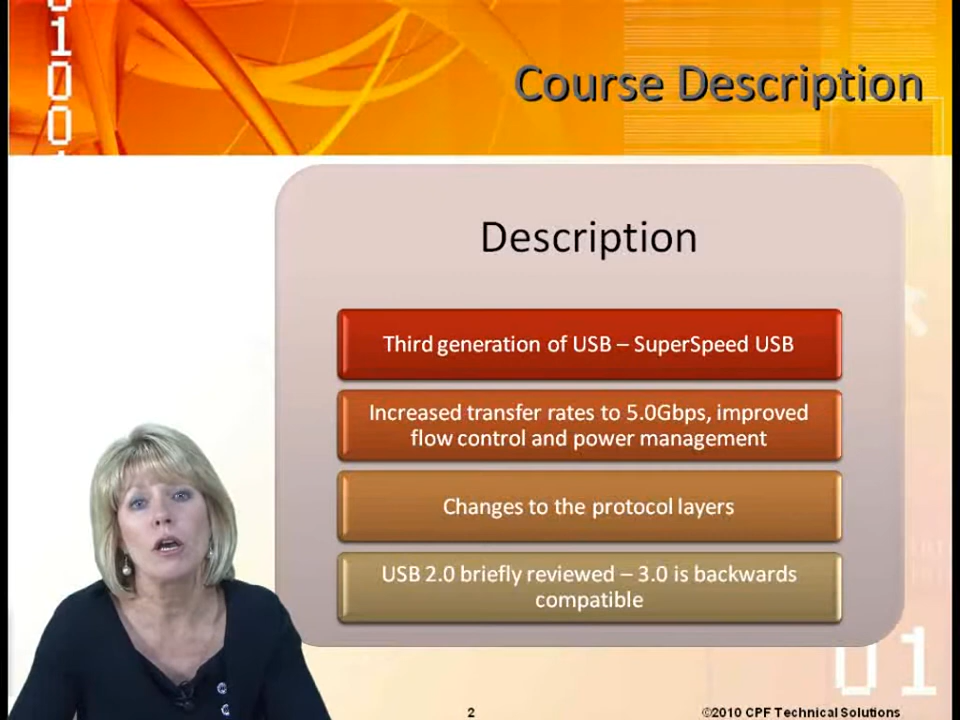 0100
Course Description
Description
Third generation of USB – SuperSpeed USB
Increased transfer rates to 5.0Gbps, improved
flow control and power management
Changes to the protocol layers
USB 2.0 briefly reviewed – 3.0 is backwards
compatible
01
2
©2010 CPF Technical Solutions